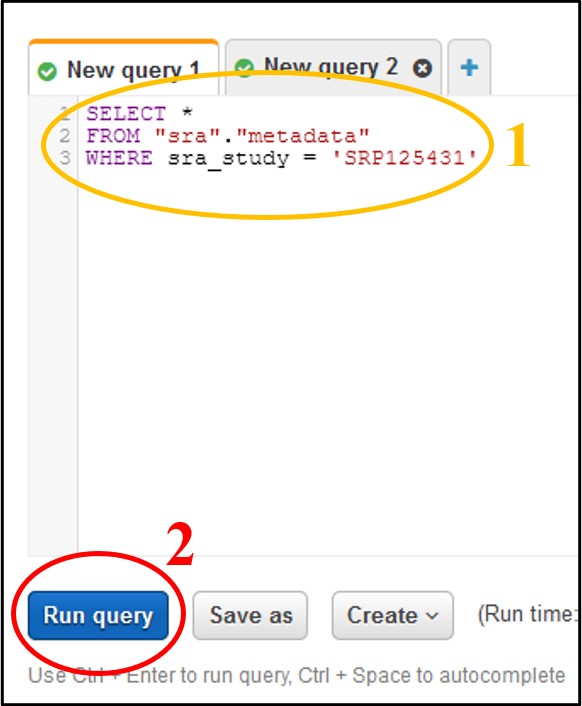 New query 1 New query 2 +
1 SELECT *
2 FROM "sra"."metadata"
3 WHERE sra_study = 'SRP125431'
1
2
Run query Save as Create (Run time:
Use Ctrl + Enter to run query, Ctrl + Space to autocomplete